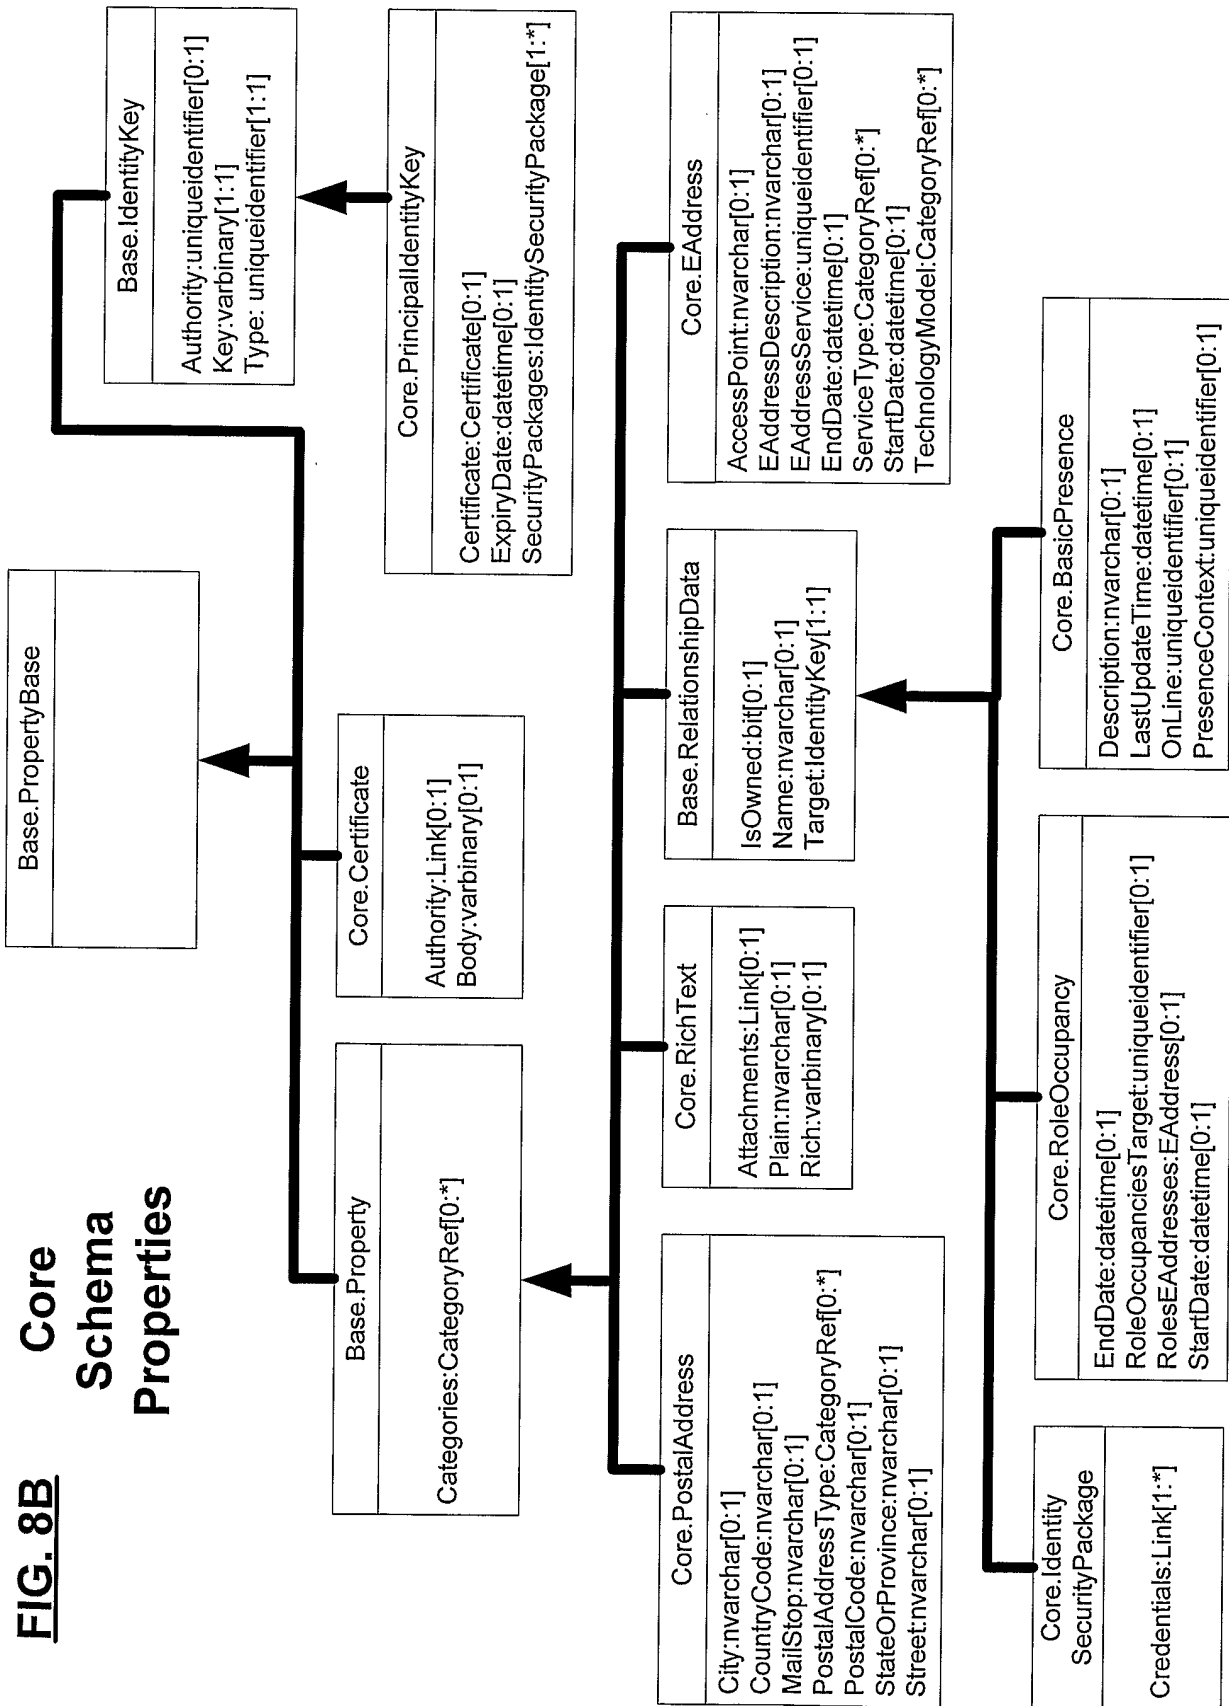 FIG. 8B
Core
Schema
Properties
Base.PropertyBase
Base.Property
Categories:CategoryRef[0:*]
Core.Certificate
Authority:Link[0:1]
Body:varbinary[0:1]
Base.IdentityKey
Authority:uniqueidentifier[0:1]
Key:varbinary[1:1]
Type: uniqueidentifier[1:1]
Core.PrincipalIdentityKey
Certificate:Certificate[0:1]
ExpiryDate:datetime[0:1]
SecurityPackages:IdentitySecurityPackage[1:*]
Core.PostalAddress
City:nvarchar[0:1]
CountryCode:nvarchar[0:1]
MailStop:nvarchar[0:1]
PostalAddressType:CategoryRef[0:*]
PostalCode:nvarchar[0:1]
StateOrProvince:nvarchar[0:1]
Street:nvarchar[0:1]
Core.RichText
Attachments:Link[0:1]
Plain:nvarchar[0:1]
Rich:varbinary[0:1]
Base.RelationshipData
IsOwned:bit[0:1]
Name:nvarchar[0:1]
Target:IdentityKey[1:1]
Core.EAddress
AccessPoint:nvarchar[0:1]
EAddressDescription:nvarchar[0:1]
EAddressService:uniqueidentifier[0:1]
EndDate:datetime[0:1]
ServiceType:CategoryRef[0:*]
StartDate:datetime[0:1]
TechnologyModel:CategoryRef[0:*]
Core.Identity
SecurityPackage
Credentials:Link[1:*]
Core.RoleOccupancy
EndDate:datetime[0:1]
RoleOccupanciesTarget:uniqueidentifier[0:1]
RolesEAddresses:EAddress[0:1]
StartDate:datetime[0:1]
Core.BasicPresence
Description:nvarchar[0:1]
LastUpdateTime:datetime[0:1]
OnLine:uniqueidentifier[0:1]
PresenceContext:uniqueidentifier[0:1]